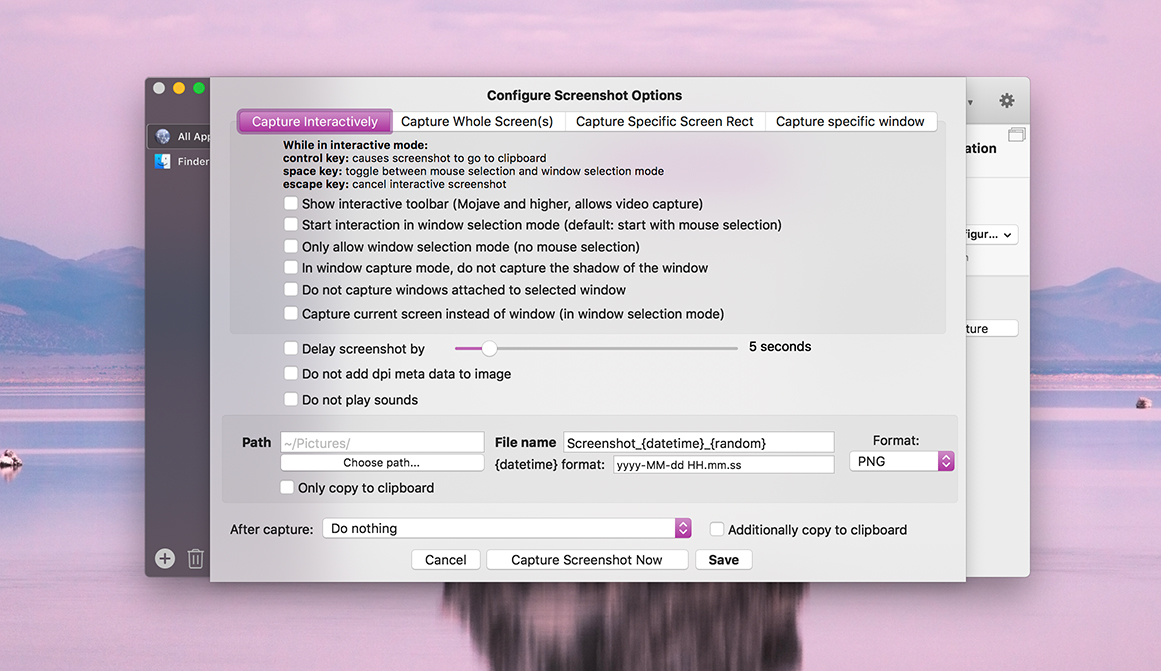 Configure Screenshot Options
Capture Interactively
Capture Whole Screen(s)
Capture Specific Screen Rect
Capture specific window
All App
Finder
While in interactive mode:
control key: causes screenshot to go to clipboard
space key: toggle between mouse selection and window selection mode
escape key: cancel interactive screenshot
Show interactive toolbar (Mojave and higher, allows video capture)
Start interaction in window selection mode (default: start with mouse selection)
Only allow window selection mode (no mouse selection)
In window capture mode, do not capture the shadow of the window
Do not capture windows attached to selected window
Capture current screen instead of window (in window selection mode)
ation
igur...
ture
Delay screenshot by
5 seconds
Do not add dpi meta data to image
Do not play sounds
Path ~/Pictures/
Choose path...
File name Screenshot_{datetime}_{random}
{datetime} format: yyyy-MM-dd HH.mm.ss
Format:
PNG
Only copy to clipboard
After capture: Do nothing
Additionally copy to clipboard
Cancel
Capture Screenshot Now
Save